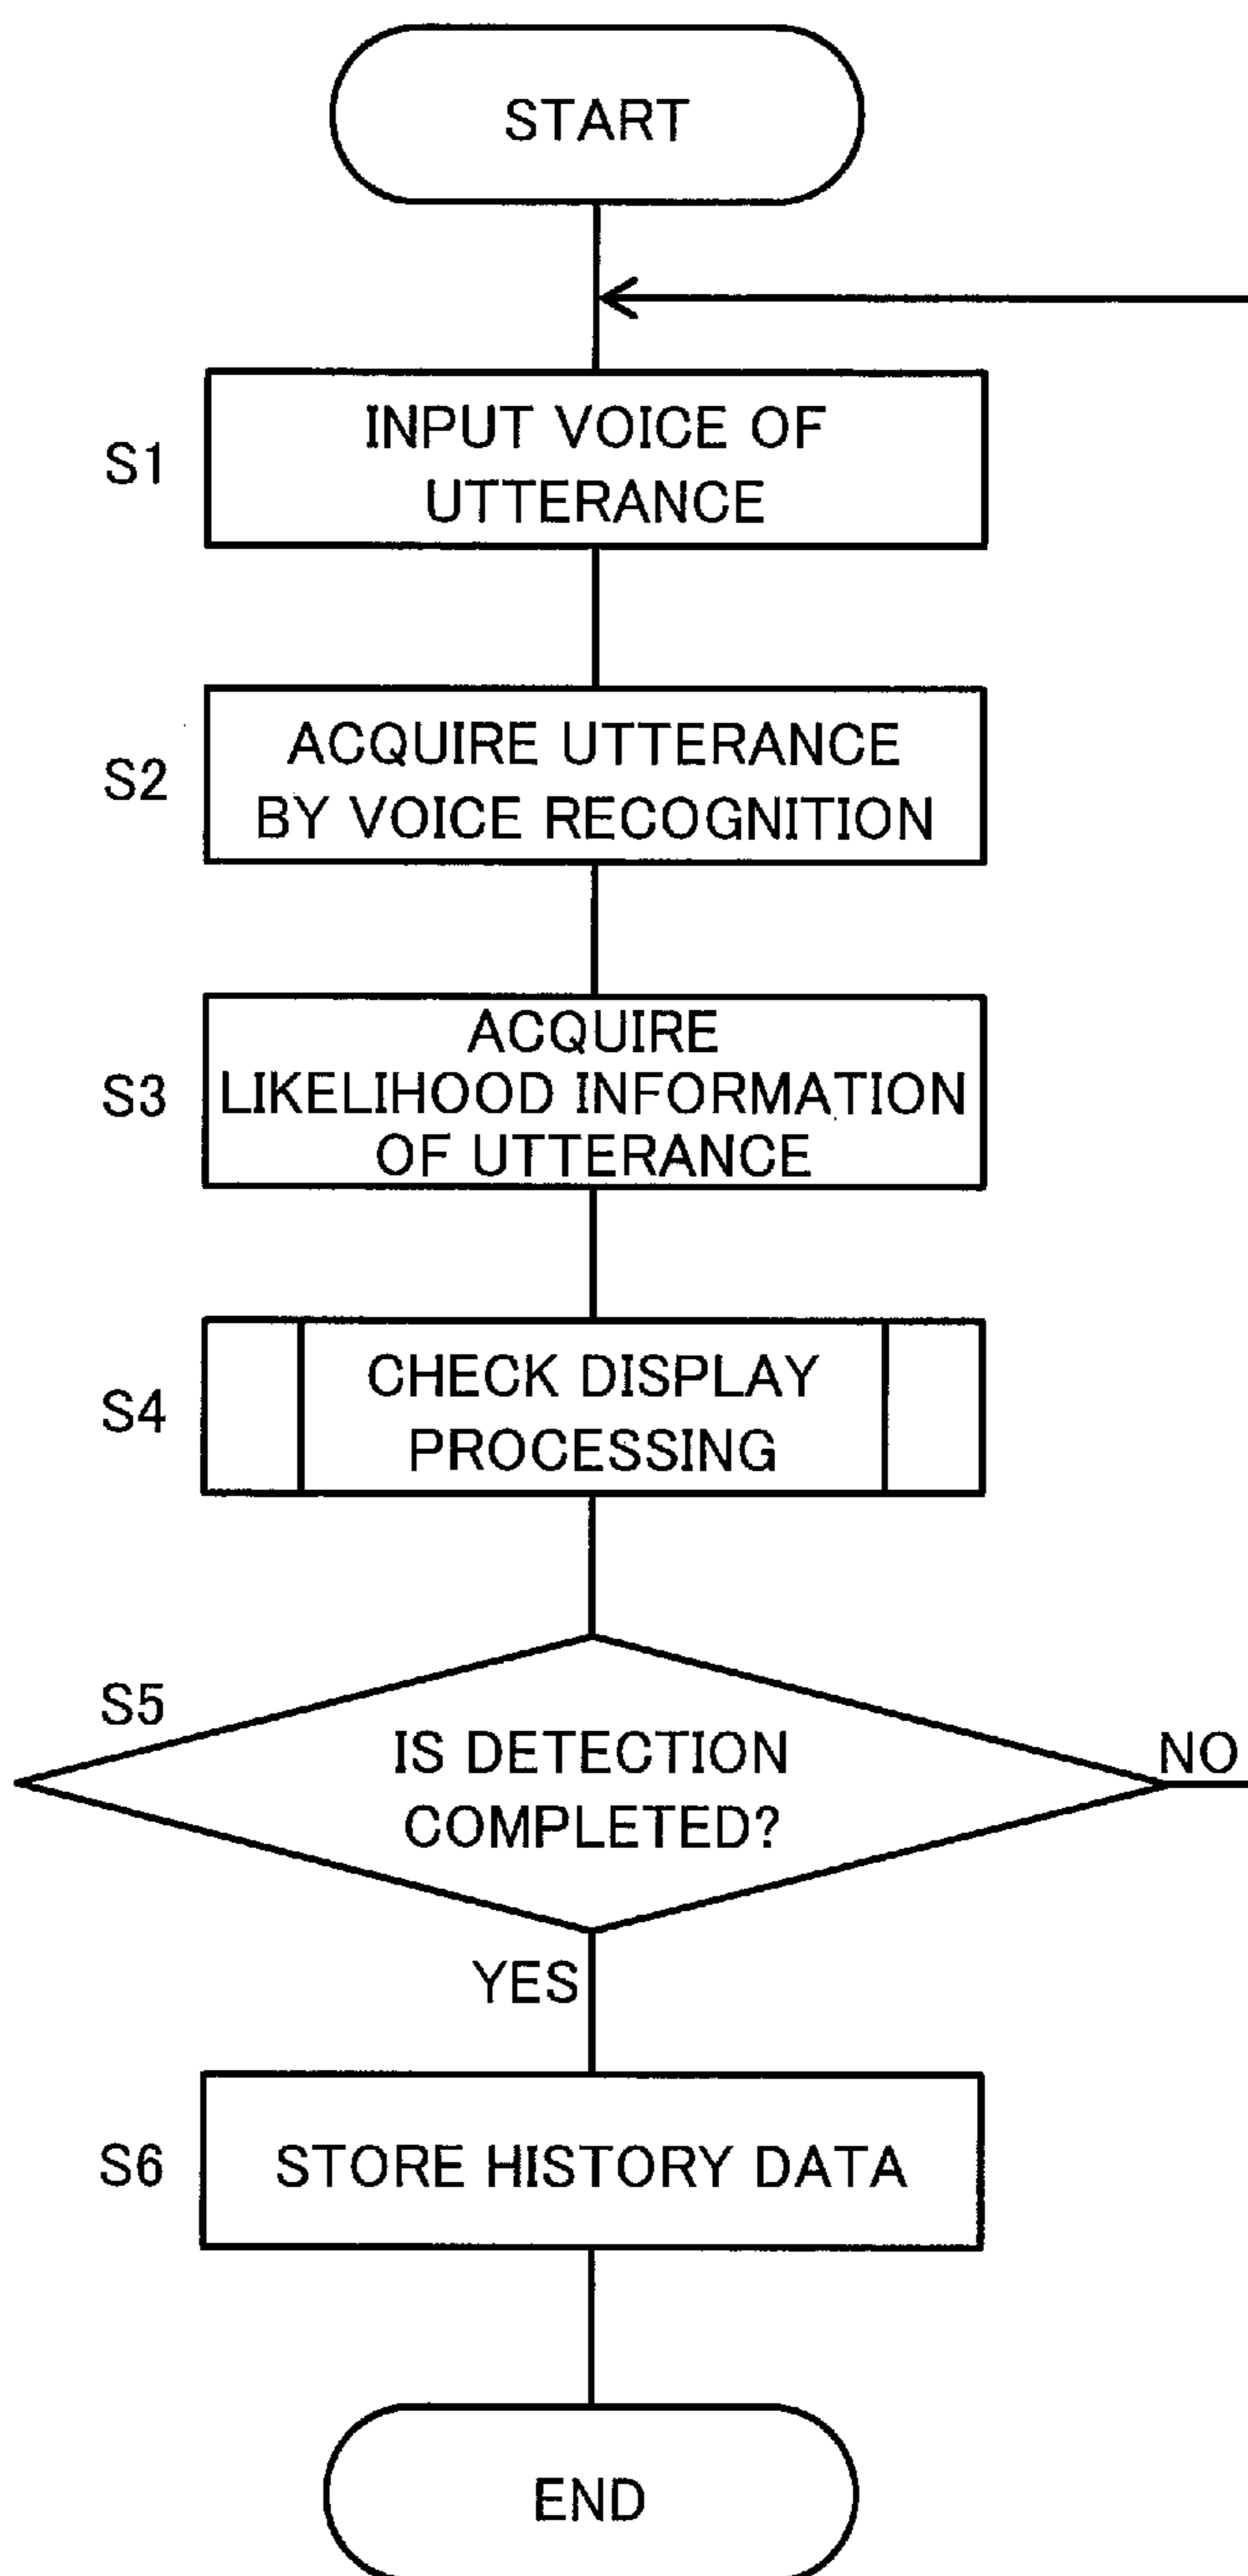 START
S1
INPUT VOICE OF
UTTERANCE
S2
ACQUIRE UTTERANCE
BY VOICE RECOGNITION
S3
ACQUIRE
LIKELIHOOD INFORMATION
OF UTTERANCE
S4
CHECK DISPLAY
PROCESSING
S5
IS DETECTION
COMPLETED?
NO
YES
S6
STORE HISTORY DATA
END